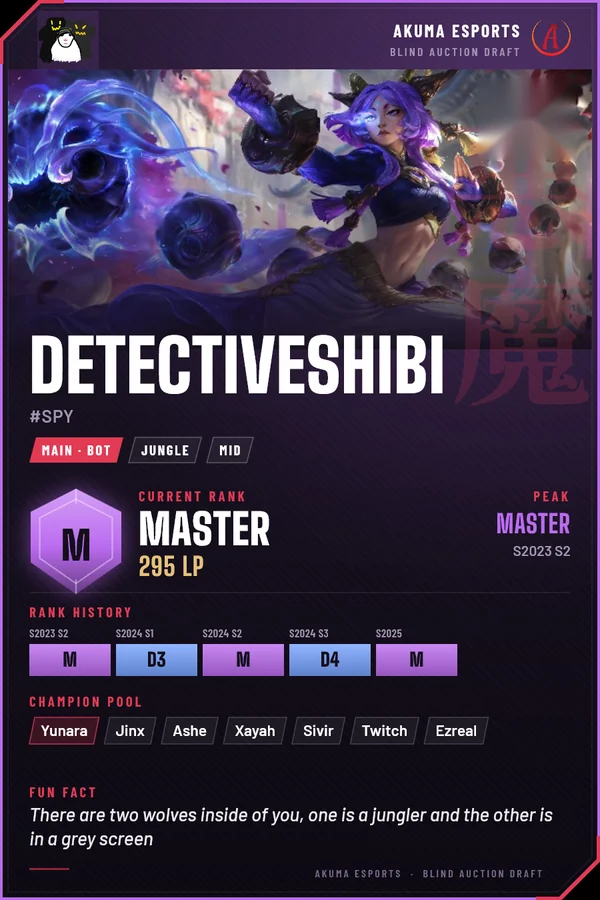 AKUMA ESPORTS
BLIND AUCTION DRAFT
A
魔
DETECTIVESHIBI
#SPY
MAIN · BOT
JUNGLE
MID
M
CURRENT RANK
MASTER
295 LP
PEAK
MASTER
S2023 S2
RANK HISTORY
S2023 S2 S2024 S1 S2024 S2 S2024 S3 S2025
M D3 M D4 M
CHAMPION POOL
Yunara Jinx Ashe Xayah Sivir Twitch Ezreal
FUN FACT
There are two wolves inside of you, one is a jungler and the other is
in a grey screen
AKUMA ESPORTS · BLIND AUCTION DRAFT